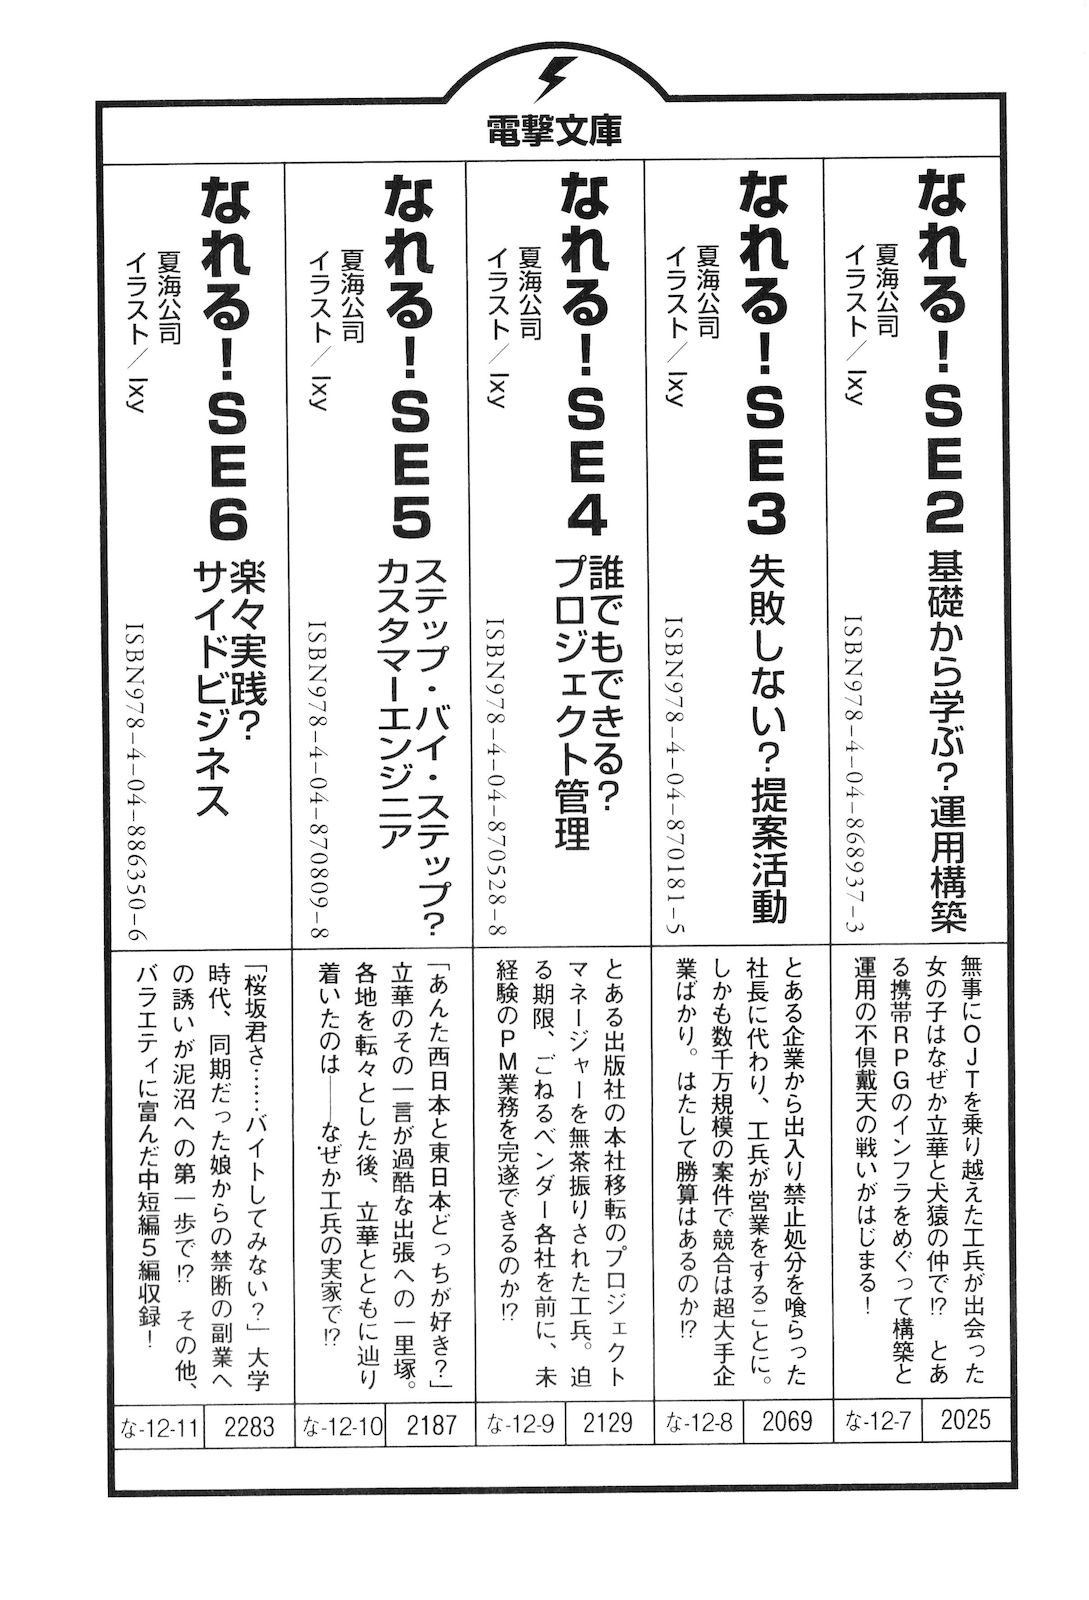 電撃文庫
なれる！SE2
基礎から学ぶ？運用構築
夏海公司
イラスト／Ixy
ISBN978-4-04-868937-3
無事にOJTを乗り越えた工兵が出会った
女の子はなぜか立華と犬猿の仲で!?　とあ
る携帯RPGのインフラをめぐって構築と
運用の不倶戴天の戦いがはじまる！
な-12-7
2025
なれる！SE3
失敗しない？提案活動
夏海公司
イラスト／Ixy
ISBN978-4-04-870181-5
とある企業から出入り禁止処分を喰らった
社長に代わり、工兵が営業をすることに。
しかも数千万規模の案件で競合は超大手企
業ばかり。はたして勝算はあるのか!?
な-12-8
2069
なれる！SE4
誰でもできる？
プロジェクト管理
夏海公司
イラスト／Ixy
ISBN978-4-04-870528-8
とある出版社の本社移転のプロジェクト
マネージャーを無茶振りされた工兵。迫
る期限、ごねるベンダー各社を前に、未
経験のPM業務を完遂できるのか!?
な-12-9
2129
なれる！SE5
ステップ・バイ・ステップ？
カスタマーエンジニア
夏海公司
イラスト／Ixy
ISBN978-4-04-870809-8
「あんた西日本と東日本どっちが好き？」
立華のその一言が過酷な出張への一里塚。
各地を転々とした後、立華とともに辿り
着いたのは――なぜか工兵の実家で!?
な-12-10
2187
なれる！SE6
楽々実践？
サイドビジネス
夏海公司
イラスト／Ixy
ISBN978-4-04-886350-6
「桜坂君さ……バイトしてみない？」大学
時代、同期だった娘からの禁断の副業へ
の誘いが泥沼への第一歩で!?　その他、
バラエティに富んだ中短編5編収録！
な-12-11
2283